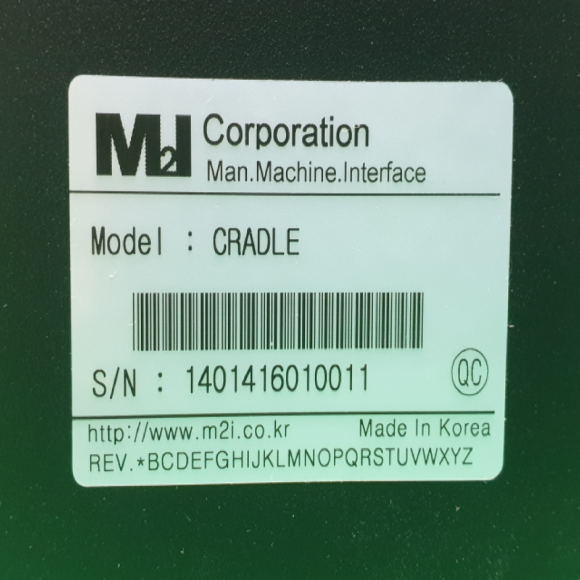 M2I Corporation
Man.Machine.Interface
Model : CRADLE
S/N : 1401416010011
QC
http://www.m2i.co.kr Made In Korea
REV.*BCDEFGHIJKLMNOPQRSTUVWXYZ